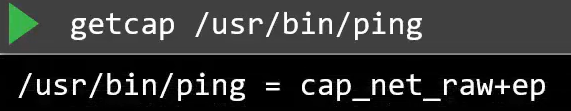 getcap /usr/bin/ping
/usr/bin/ping = cap_net_raw+ep